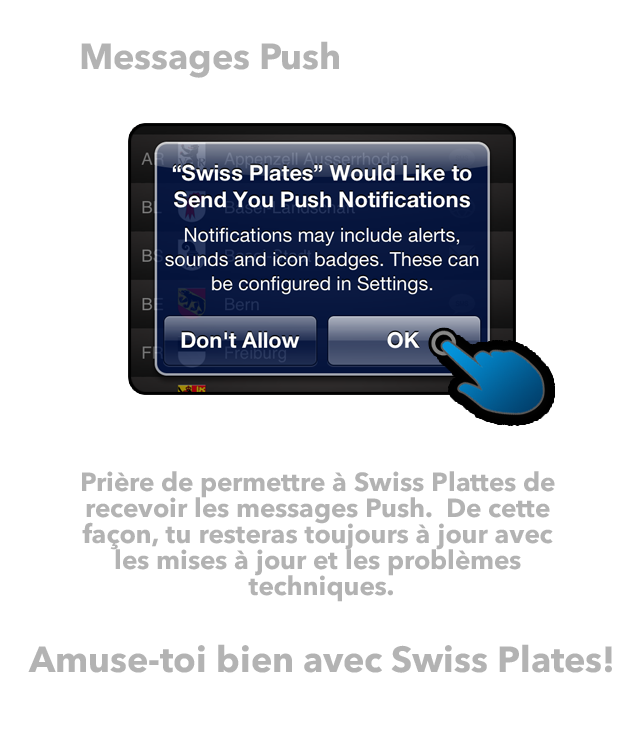 Messages Push
AR Appenzell Ausserrhoden
“Swiss Plates” Would Like to
Send You Push Notifications
BL Basel-Landschaft
Notifications may include alerts,
BS Basel-Stadt
sounds and icon badges. These can
be configured in Settings.
BE Bern
Don't Allow OK
FR Freiburg
Prière de permettre à Swiss Plattes de
recevoir les messages Push. De cette
façon, tu resteras toujours à jour avec
les mises à jour et les problèmes
techniques.
Amuse-toi bien avec Swiss Plates!